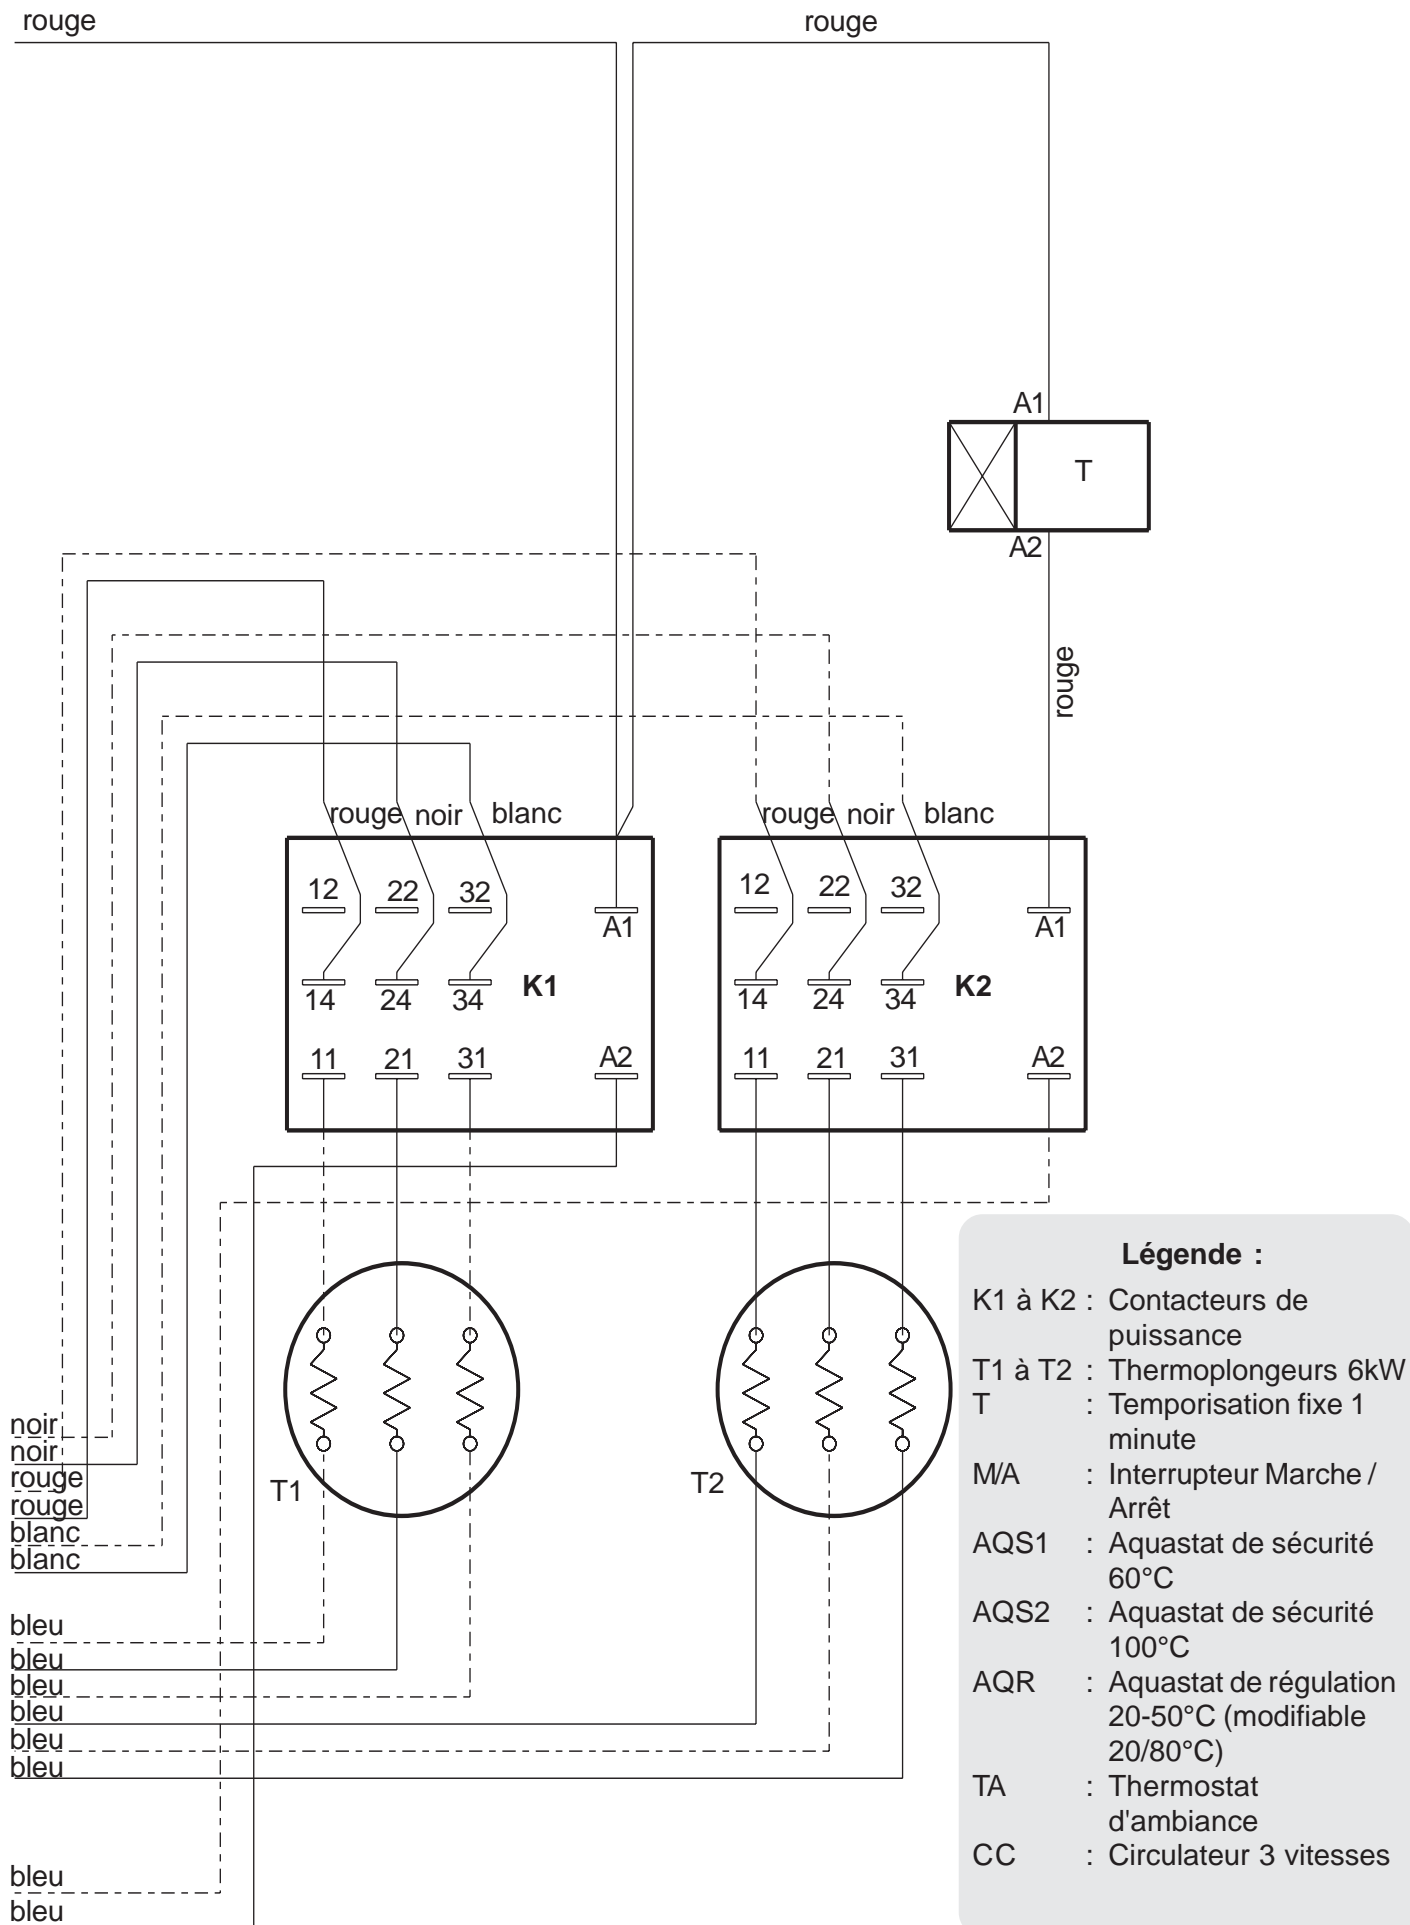 rouge
rouge
A1
T
A2
rouge
rouge noir blanc
rouge noir blanc
12 22 32
A1
12 22 32
A1
14 24 34
K1
14 24 34
K2
11 21 31 A2
11 21 31 A2
T1
T2
noir
noir
rouge
rouge
blanc
blanc
bleu
bleu
bleu
bleu
bleu
bleu
bleu
bleu
Légende :
K1 à K2 : Contacteurs de
puissance
T1 à T2 : Thermoplongeurs 6kW
T : Temporisation fixe 1
minute
M/A : Interrupteur Marche /
Arrêt
AQS1 : Aquastat de sécurité
60°C
AQS2 : Aquastat de sécurité
100°C
AQR : Aquastat de régulation
20-50°C (modifiable
20/80°C)
TA : Thermostat
d'ambiance
CC : Circulateur 3 vitesses